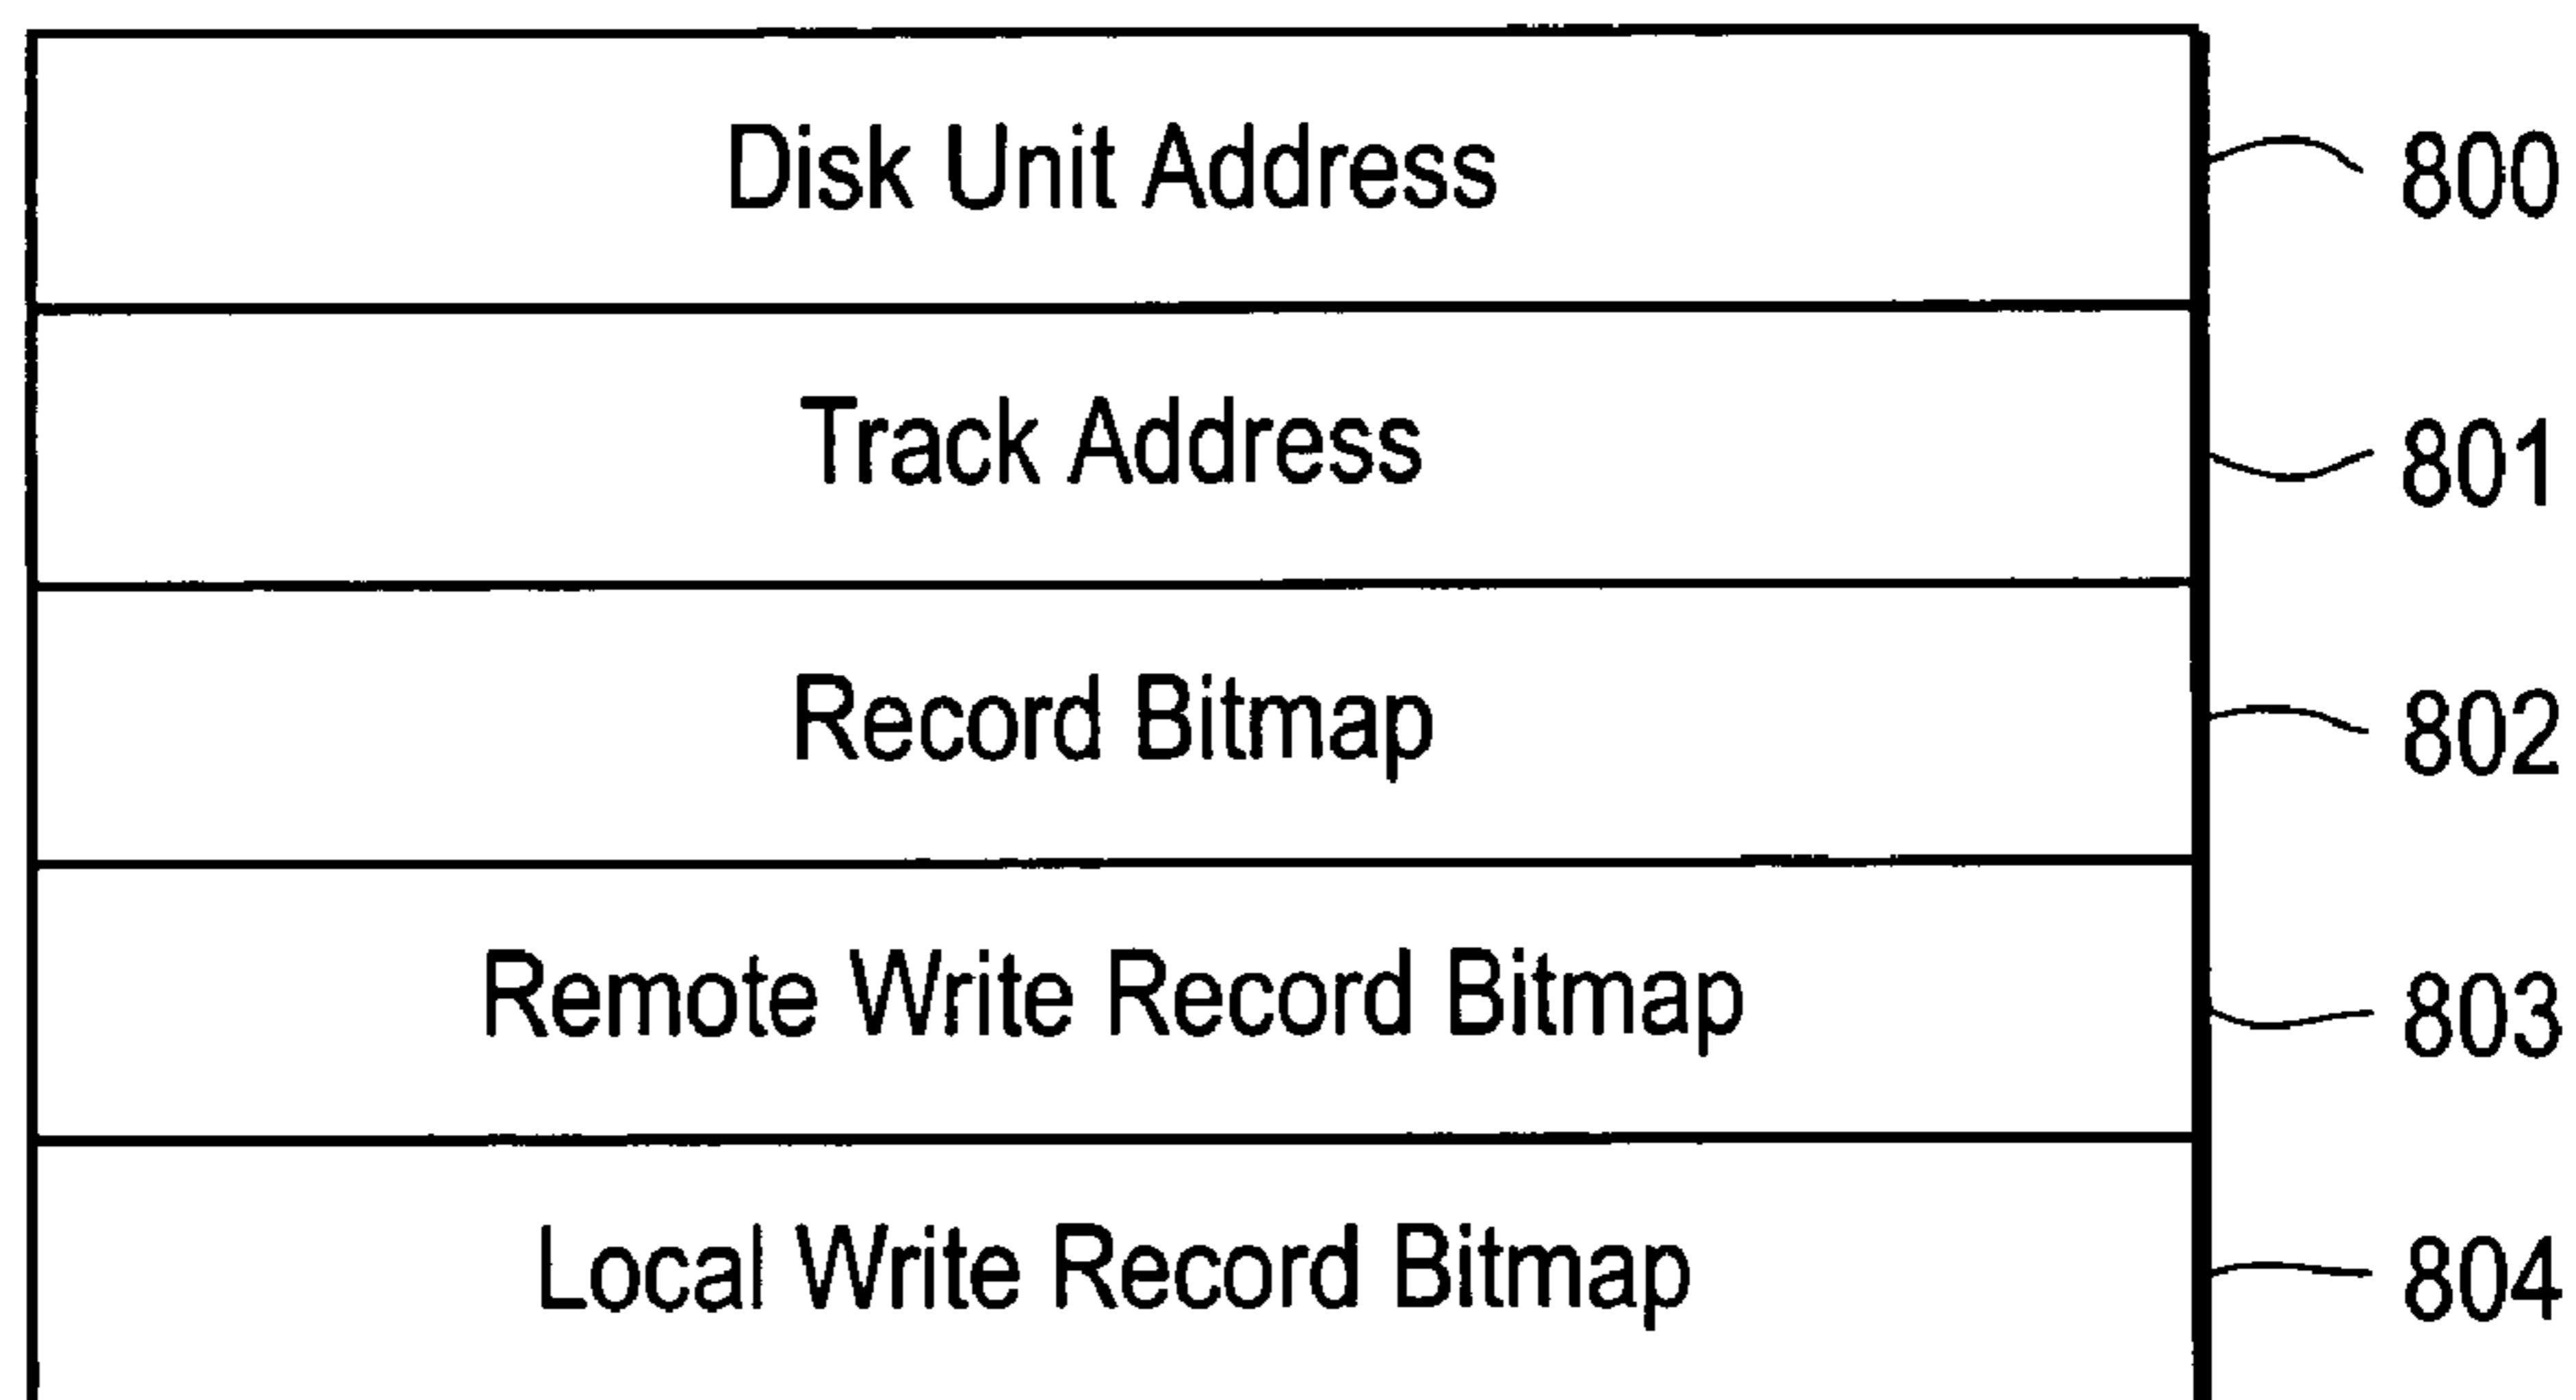 Disk Unit Address 800
Track Address 801
Record Bitmap 802
Remote Write Record Bitmap 803
Local Write Record Bitmap 804